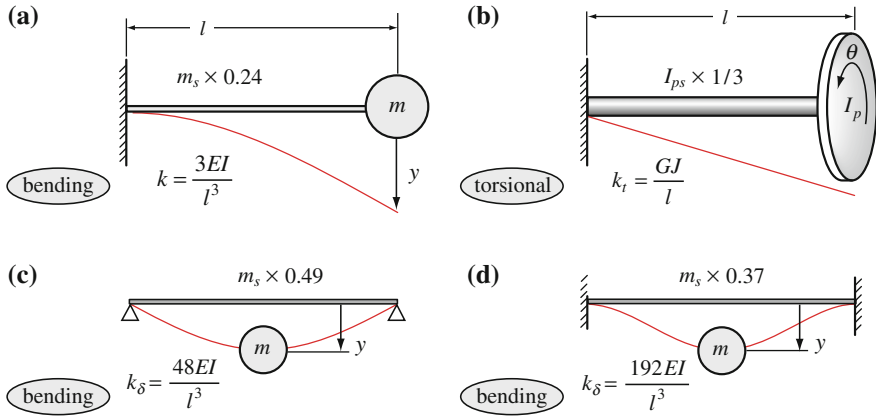 (a)
l
m_s × 0.24
m
bending
k = 3EI / l^3
y
(b)
l
I_ps × 1/3
θ
I_p
torsional
k_t = GJ / l
(c)
m_s × 0.49
m
y
bending
k_δ = 48EI / l^3
(d)
m_s × 0.37
m
y
bending
k_δ = 192EI / l^3